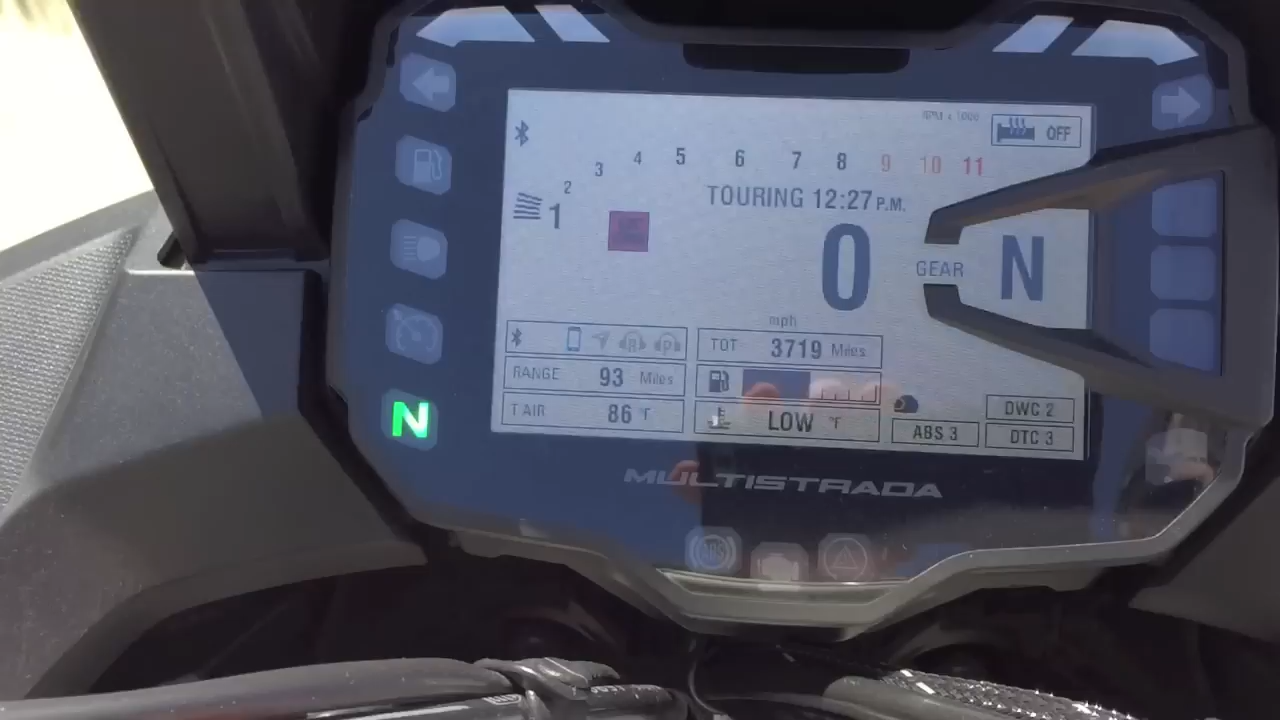 RPM x 1000
OFF
1 2 3 4 5 6 7 8 9 10 11
TOURING 12:27 P.M.
0
mph
GEAR N
R P
TOT 3719 Miles
RANGE 93 Miles
T AIR 86 °F
LOW °F
DWC 2
ABS 3
DTC 3
N
MULTISTRADA
ABS